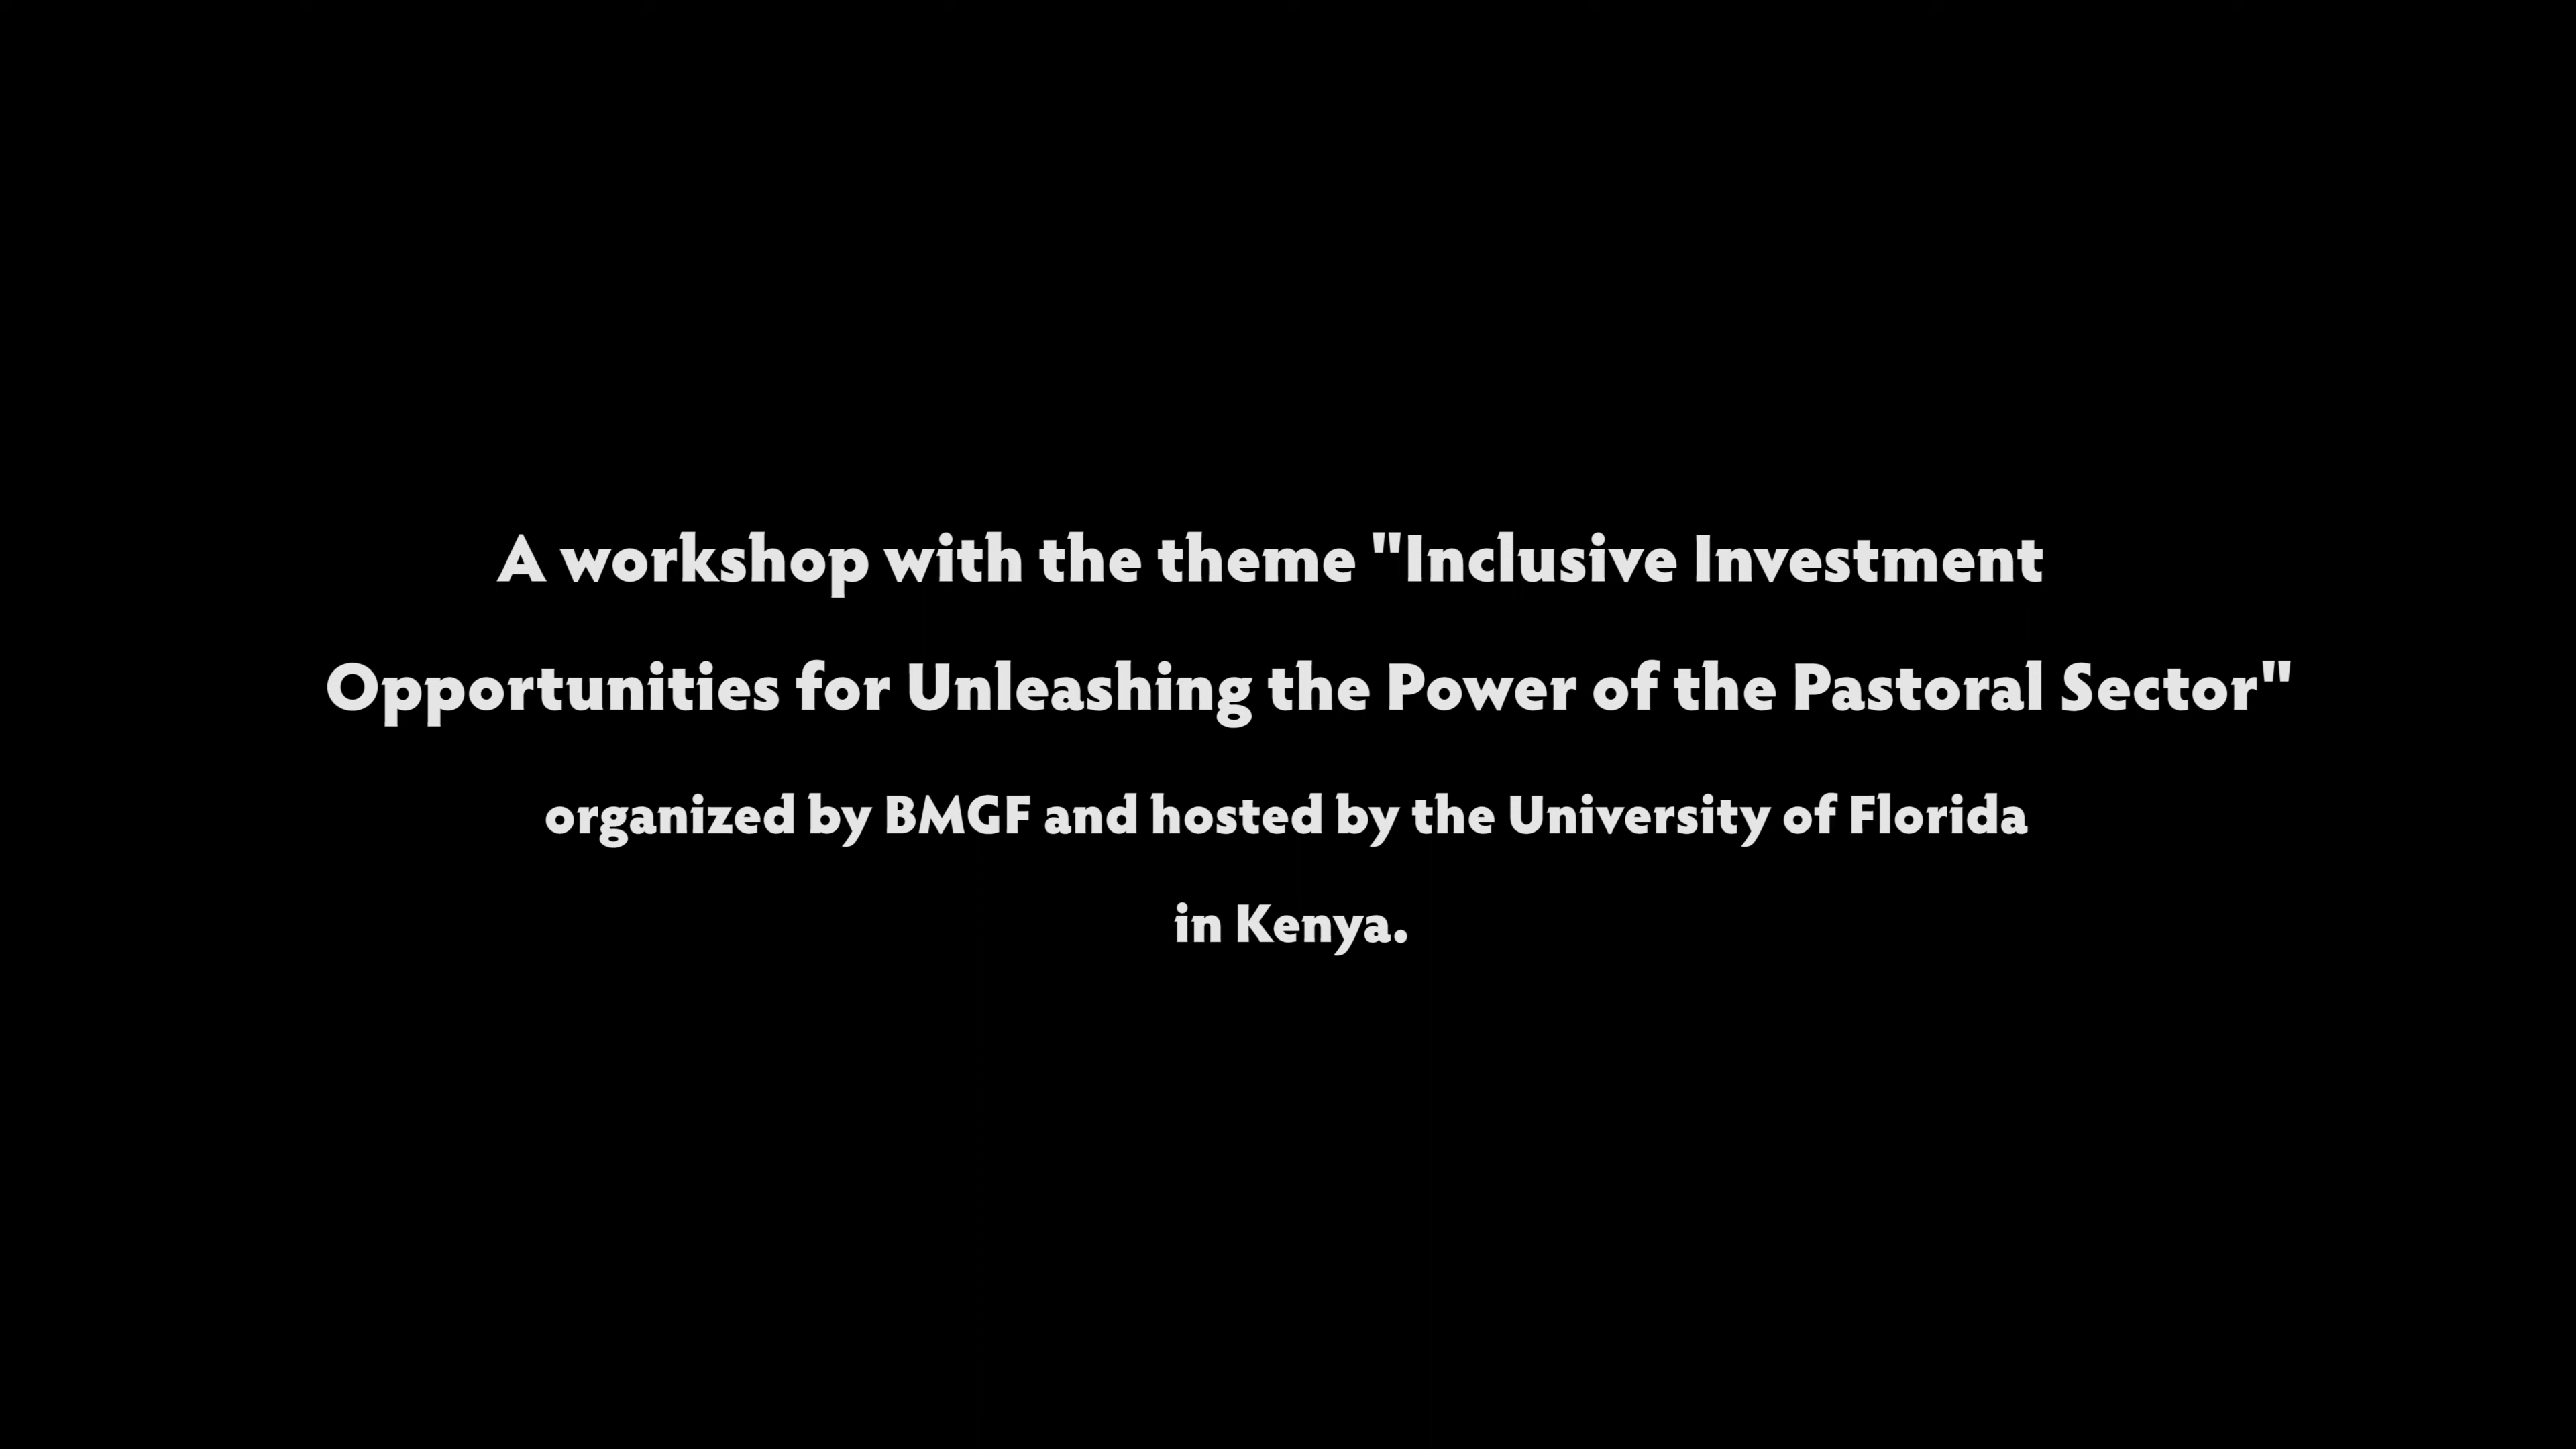 A workshop with the theme "Inclusive Investment
Opportunities for Unleashing the Power of the Pastoral Sector"
organized by BMGF and hosted by the University of Florida
in Kenya.